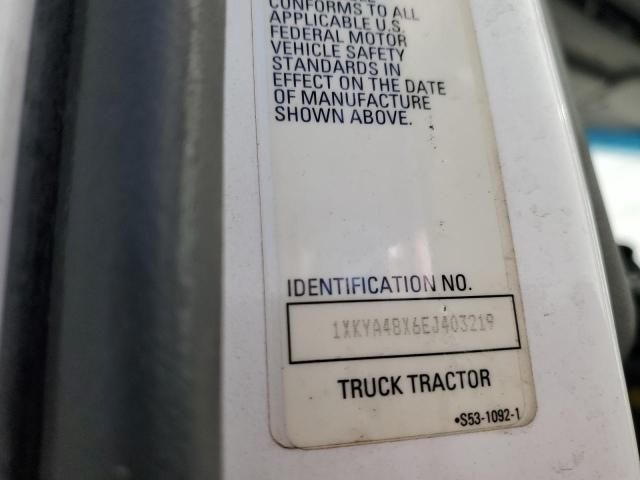 CONFORMS TO ALL
APPLICABLE U.S.
FEDERAL MOTOR
VEHICLE SAFETY
STANDARDS IN
EFFECT ON THE DATE
OF MANUFACTURE
SHOWN ABOVE.
IDENTIFICATION NO.
1XKYA48X6EJ403219
TRUCK TRACTOR
•S53-1092-1